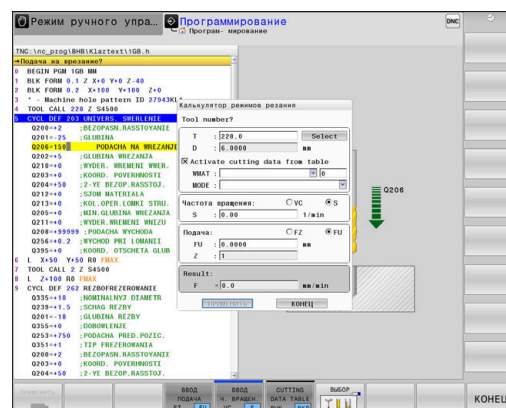 Режим ручного упра…
Программирование
Програм- мирование
DNC
TNC:\nc_prog\BHB\Klartext\1GB.h
→Подача на врезание?
0 BEGIN PGM 1GB MM
1 BLK FORM 0.1 Z X+0 Y+0 Z-40
2 BLK FORM 0.2 X+100 Y+100 Z+0
3 * - Machine hole pattern ID 27943KL
4 TOOL CALL 228 Z S4500
5 CYCL DEF 203 UNIVERS. SWERLENIE
Q200=+2 ;BEZOPASN.RASSTOYANIE
Q201=-25 ;GLUBINA
Q206=150 PODACHA NA WREZANJE
Q202=+5 ;GLUBINA WREZANJA
Q210=+0 ;WYDER. WREMENI WWER.
Q203=+0 ;KOORD. POVERHNOSTI
Q204=+50 ;2-YE BEZOP.RASSTOJ.
Q212=+0 ;SJOM MATERIALA
Q213=+0 ;KOL.OPER.LOMKI STRU.
Q205=+0 ;MIN.GLUBINA WREZANJA
Q211=+0 ;WYDER.WREMENI WNIZU
Q208=+99999 ;PODACHA WYCHODA
Q256=+0.2 ;WYCHOD PRI LOMANII
Q395=+0 ;KOORD. OTSCHETA GLUB
6 L X+50 Y+50 R0 FMAX
7 TOOL CALL 2 Z S4500
8 L Z+100 R0 FMAX
9 CYCL DEF 262 REZBOFREZEROWANIE
Q335=+10 ;NOMINALNYJ DIAMETR
Q239=+1.5 ;SCHAG REZBY
Q201=-18 ;GLUBINA REZBY
Q355=+0 ;DOBOWLENJE
Q253=+750 ;PODACHA PRED.POZIC.
Q351=+1 ;TIP FREZEROWANIA
Q200=+2 ;BEZOPASN.RASSTOYANIE
Q203=+0 ;KOORD. POVERHNOSTI
Q204=+50 ;2-YE BEZOP.RASSTOJ.
Калькулятор режимов резания
Tool number?
T : 228.0 Select
D : 6.0000 mm
Activate cutting data from table
WMAT : 0
MODE :
Частота вращения: VC S
S : 0.00 1/min
Подача: FZ FU
FU : 0.0000 mm
Z : 1
Result:
F = 0.0 mm/min
ПРИМЕНИТЬ КОНЕЦ
Q206
ВВОД ПОДАЧА FZ FU
ВВОД Ч. ВРАЩЕН. VC S
CUTTING DATA TABLE
ВЫБОР
КОНЕЦ